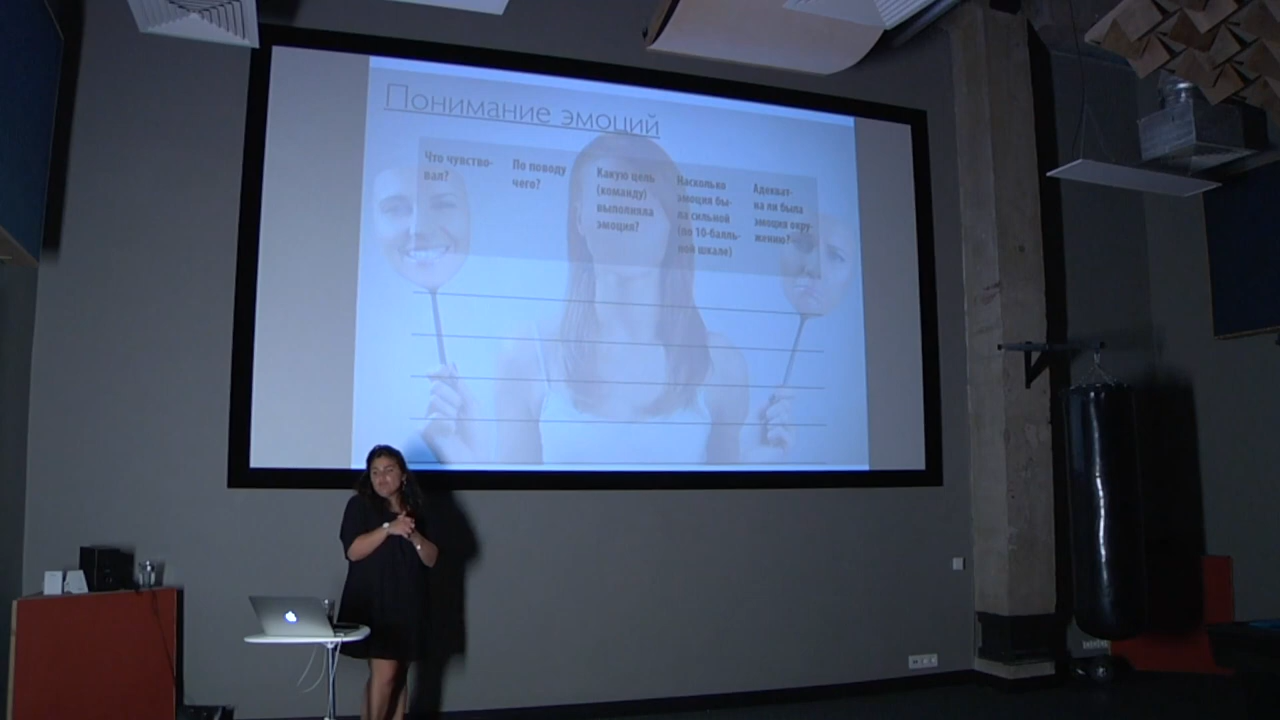 Понимание эмоций
Что чувство-
вал?
По поводу
чего?
Какую цель
(команду)
выполняла
эмоция?
Насколько
эмоция бы-
ла сильной
(по 10-балль-
ной шкале)
Адекват-
на ли была
эмоция окру-
жению?